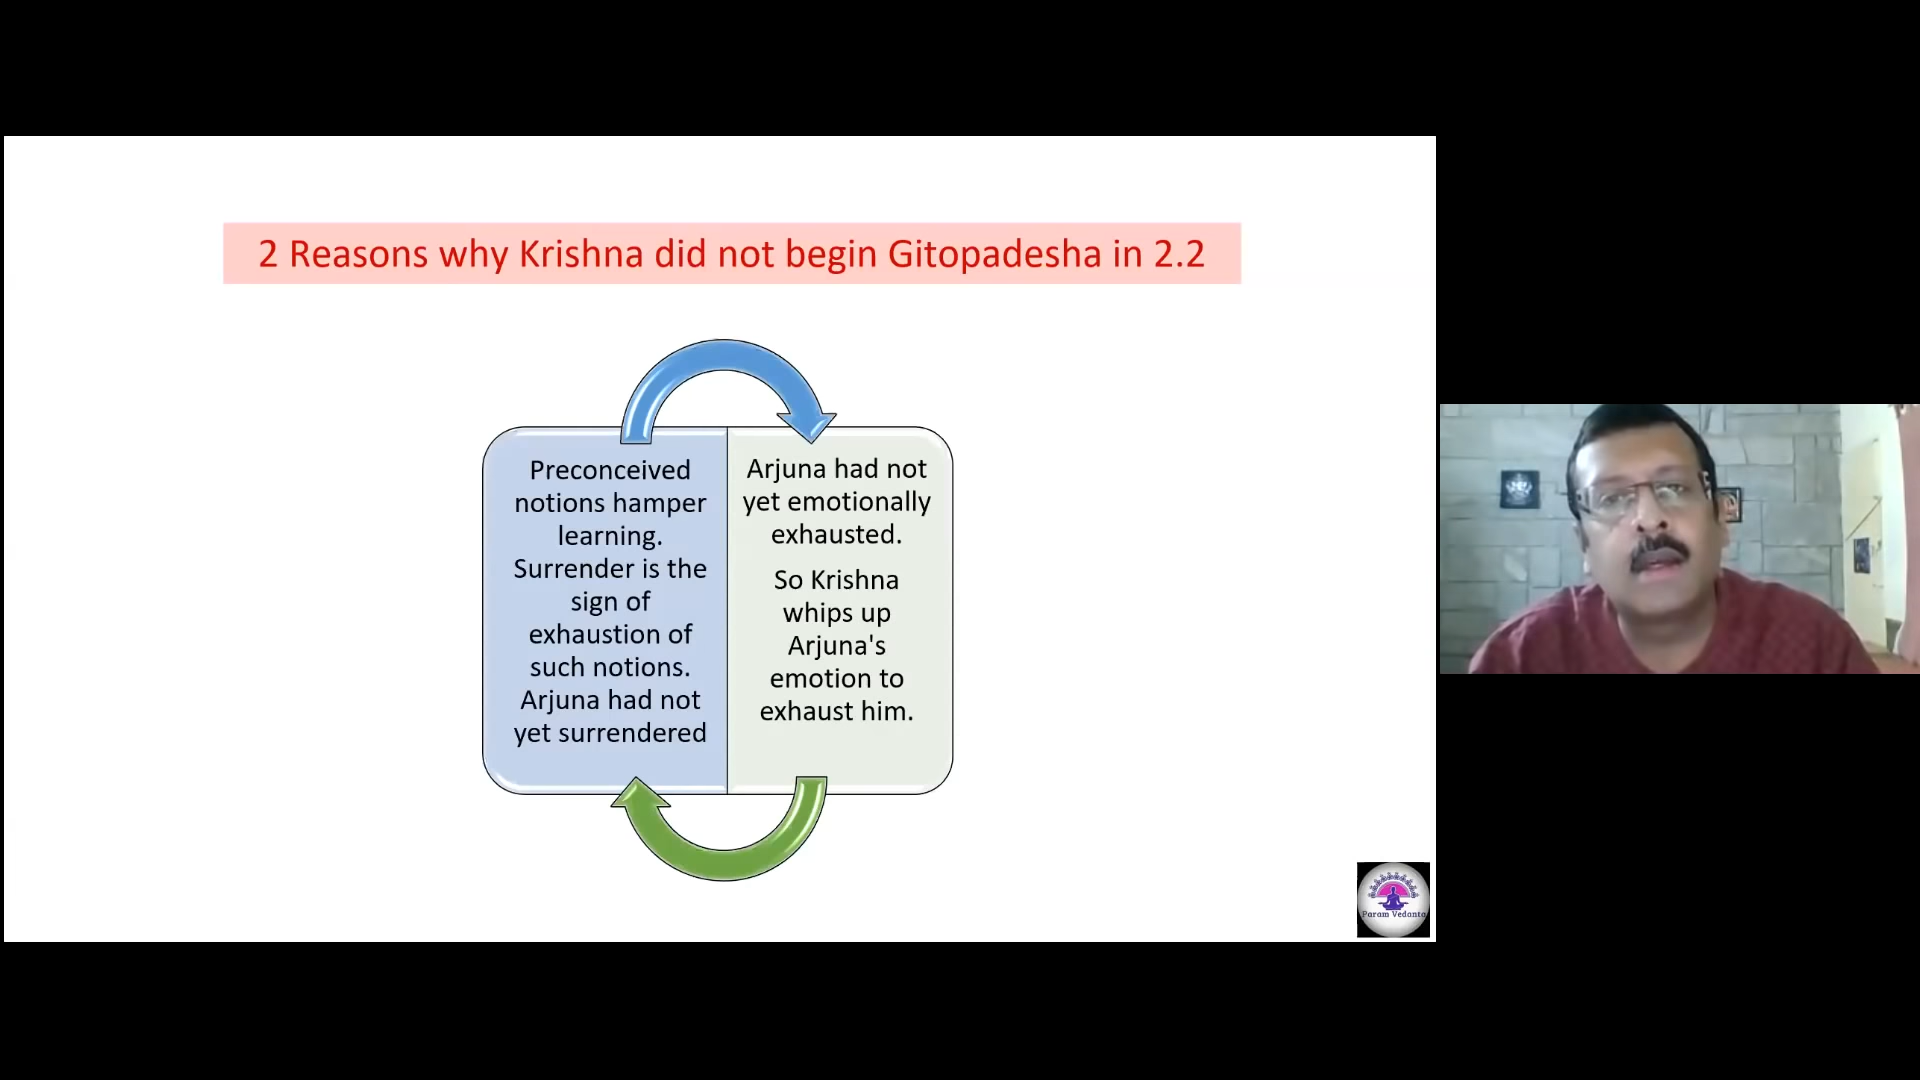 2 Reasons why Krishna did not begin Gitopadesha in 2.2
Preconceived
notions hamper
learning.
Surrender is the
sign of
exhaustion of
such notions.
Arjuna had not
yet surrendered
Arjuna had not
yet emotionally
exhausted.
So Krishna
whips up
Arjuna's
emotion to
exhaust him.
Param Vedanta